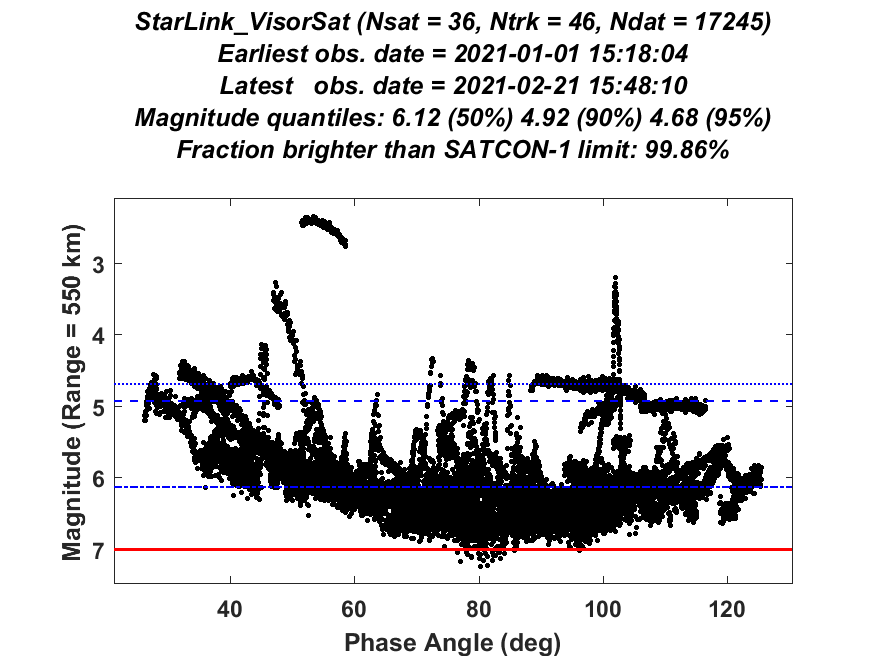 StarLink_VisorSat (Nsat = 36, Ntrk = 46, Ndat = 17245)
Earliest obs. date = 2021-01-01 15:18:04
Latest obs. date = 2021-02-21 15:48:10
Magnitude quantiles: 6.12 (50%) 4.92 (90%) 4.68 (95%)
Fraction brighter than SATCON-1 limit: 99.86%
Magnitude (Range = 550 km)
3
4
5
6
7
40 60 80 100 120
Phase Angle (deg)